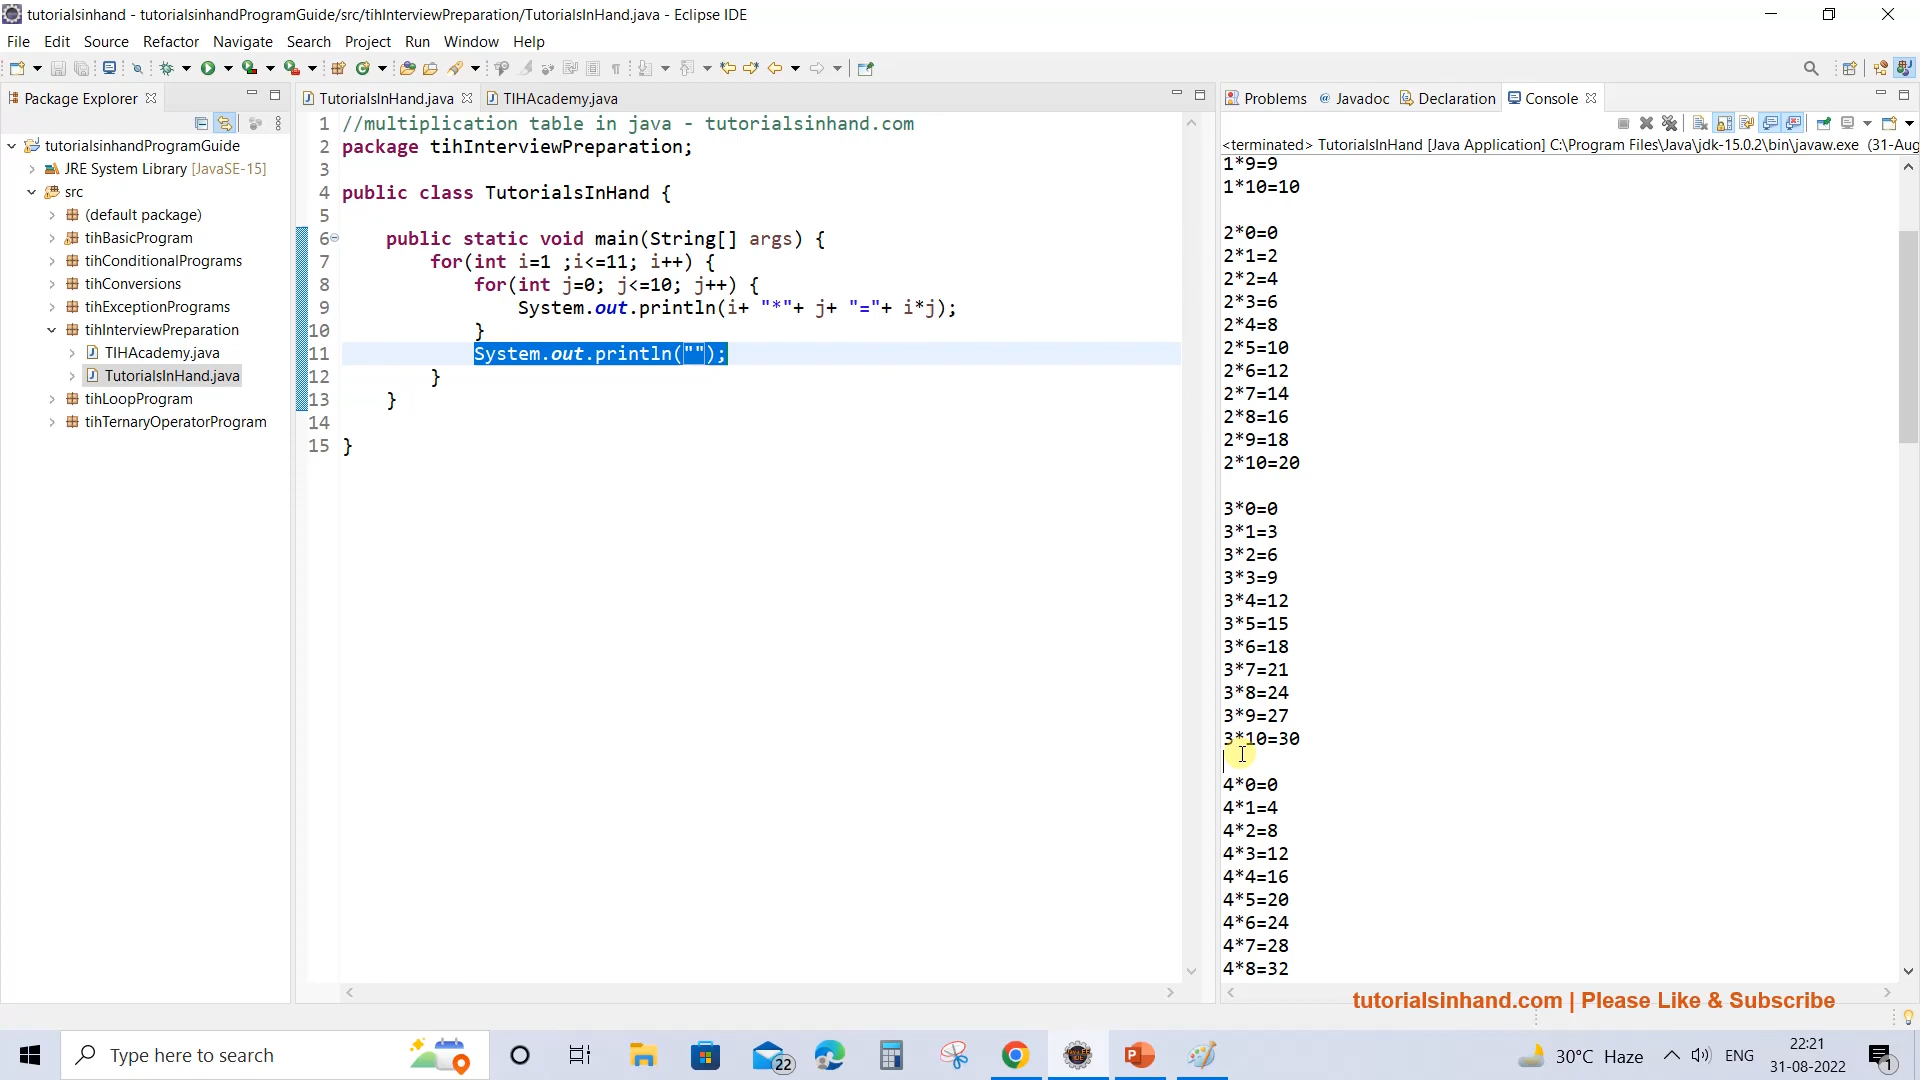 tutorialsinhand - tutorialsinhandProgramGuide/src/tihInterviewPreparation/TutorialsInHand.java - Eclipse IDE
File Edit Source Refactor Navigate Search Project Run Window Help
Package Explorer
tutorialsinhandProgramGuide
JRE System Library [JavaSE-15]
src
(default package)
tihBasicProgram
tihConditionalPrograms
tihConversions
tihExceptionPrograms
tihInterviewPreparation
TIHAcademy.java
TutorialsInHand.java
tihLoopProgram
tihTernaryOperatorProgram
TutorialsInHand.java TIHAcademy.java
1 //multiplication table in java - tutorialsinhand.com
2 package tihInterviewPreparation;
3
4 public class TutorialsInHand {
5
6 public static void main(String[] args) {
7 for(int i=1 ;i<=11; i++) {
8 for(int j=0; j<=10; j++) {
9 System.out.println(i+ "*"+ j+ "="+ i*j);
10 }
11 System.out.println("");
12 }
13 }
14
15 }
Problems Javadoc Declaration Console
<terminated> TutorialsInHand [Java Application] C:\Program Files\Java\jdk-15.0.2\bin\javaw.exe (31-Aug
1*9=9
1*10=10
2*0=0
2*1=2
2*2=4
2*3=6
2*4=8
2*5=10
2*6=12
2*7=14
2*8=16
2*9=18
2*10=20
3*0=0
3*1=3
3*2=6
3*3=9
3*4=12
3*5=15
3*6=18
3*7=21
3*8=24
3*9=27
3*10=30
4*0=0
4*1=4
4*2=8
4*3=12
4*4=16
4*5=20
4*6=24
4*7=28
4*8=32
tutorialsinhand.com | Please Like & Subscribe
Type here to search
22
30°C Haze
ENG
22:21
31-08-2022
1